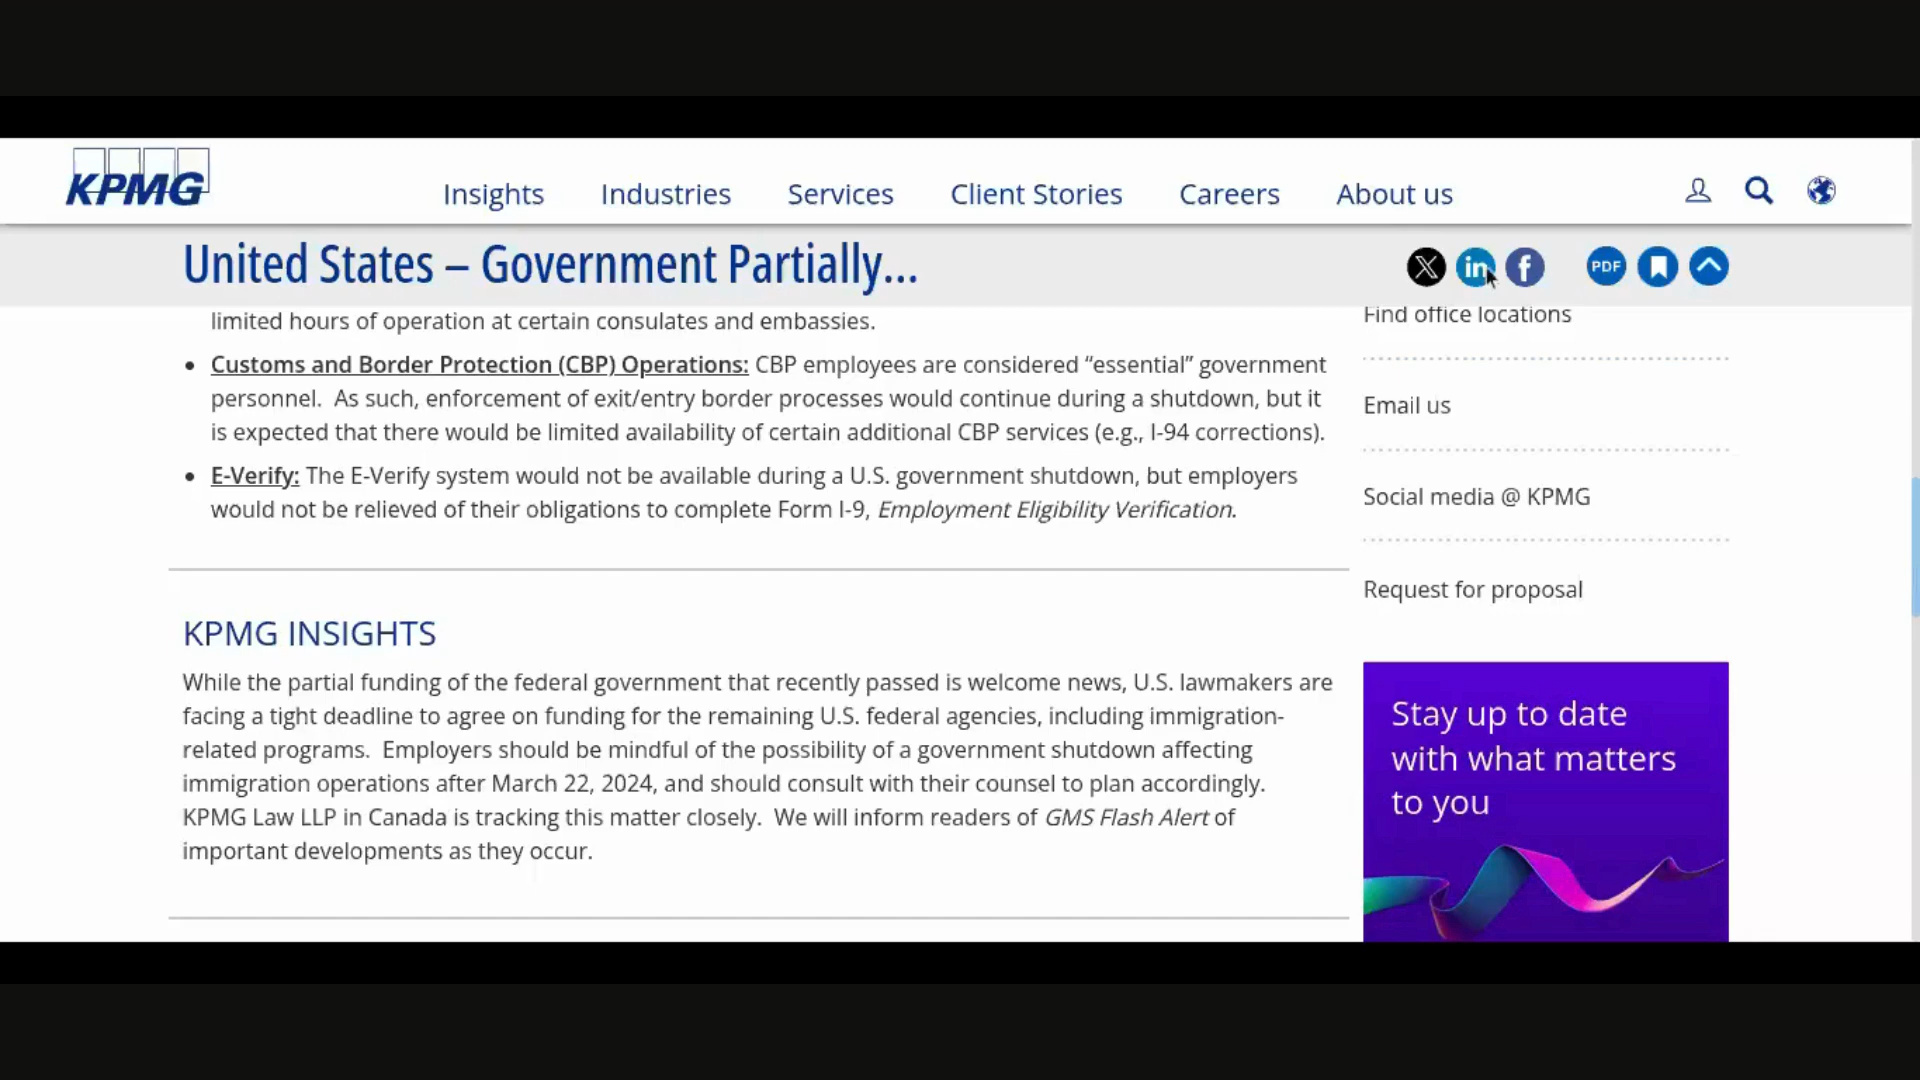 KPMG
Insights
Industries
Services
Client Stories
Careers
About us
United States – Government Partially...
X
in
f
PDF
limited hours of operation at certain consulates and embassies.
Customs and Border Protection (CBP) Operations: CBP employees are considered “essential” government
personnel. As such, enforcement of exit/entry border processes would continue during a shutdown, but it
is expected that there would be limited availability of certain additional CBP services (e.g., I-94 corrections).
E-Verify: The E-Verify system would not be available during a U.S. government shutdown, but employers
would not be relieved of their obligations to complete Form I-9, Employment Eligibility Verification.
KPMG INSIGHTS
While the partial funding of the federal government that recently passed is welcome news, U.S. lawmakers are
facing a tight deadline to agree on funding for the remaining U.S. federal agencies, including immigration-
related programs. Employers should be mindful of the possibility of a government shutdown affecting
immigration operations after March 22, 2024, and should consult with their counsel to plan accordingly.
KPMG Law LLP in Canada is tracking this matter closely. We will inform readers of GMS Flash Alert of
important developments as they occur.
Find office locations
Email us
Social media @ KPMG
Request for proposal
Stay up to date
with what matters
to you